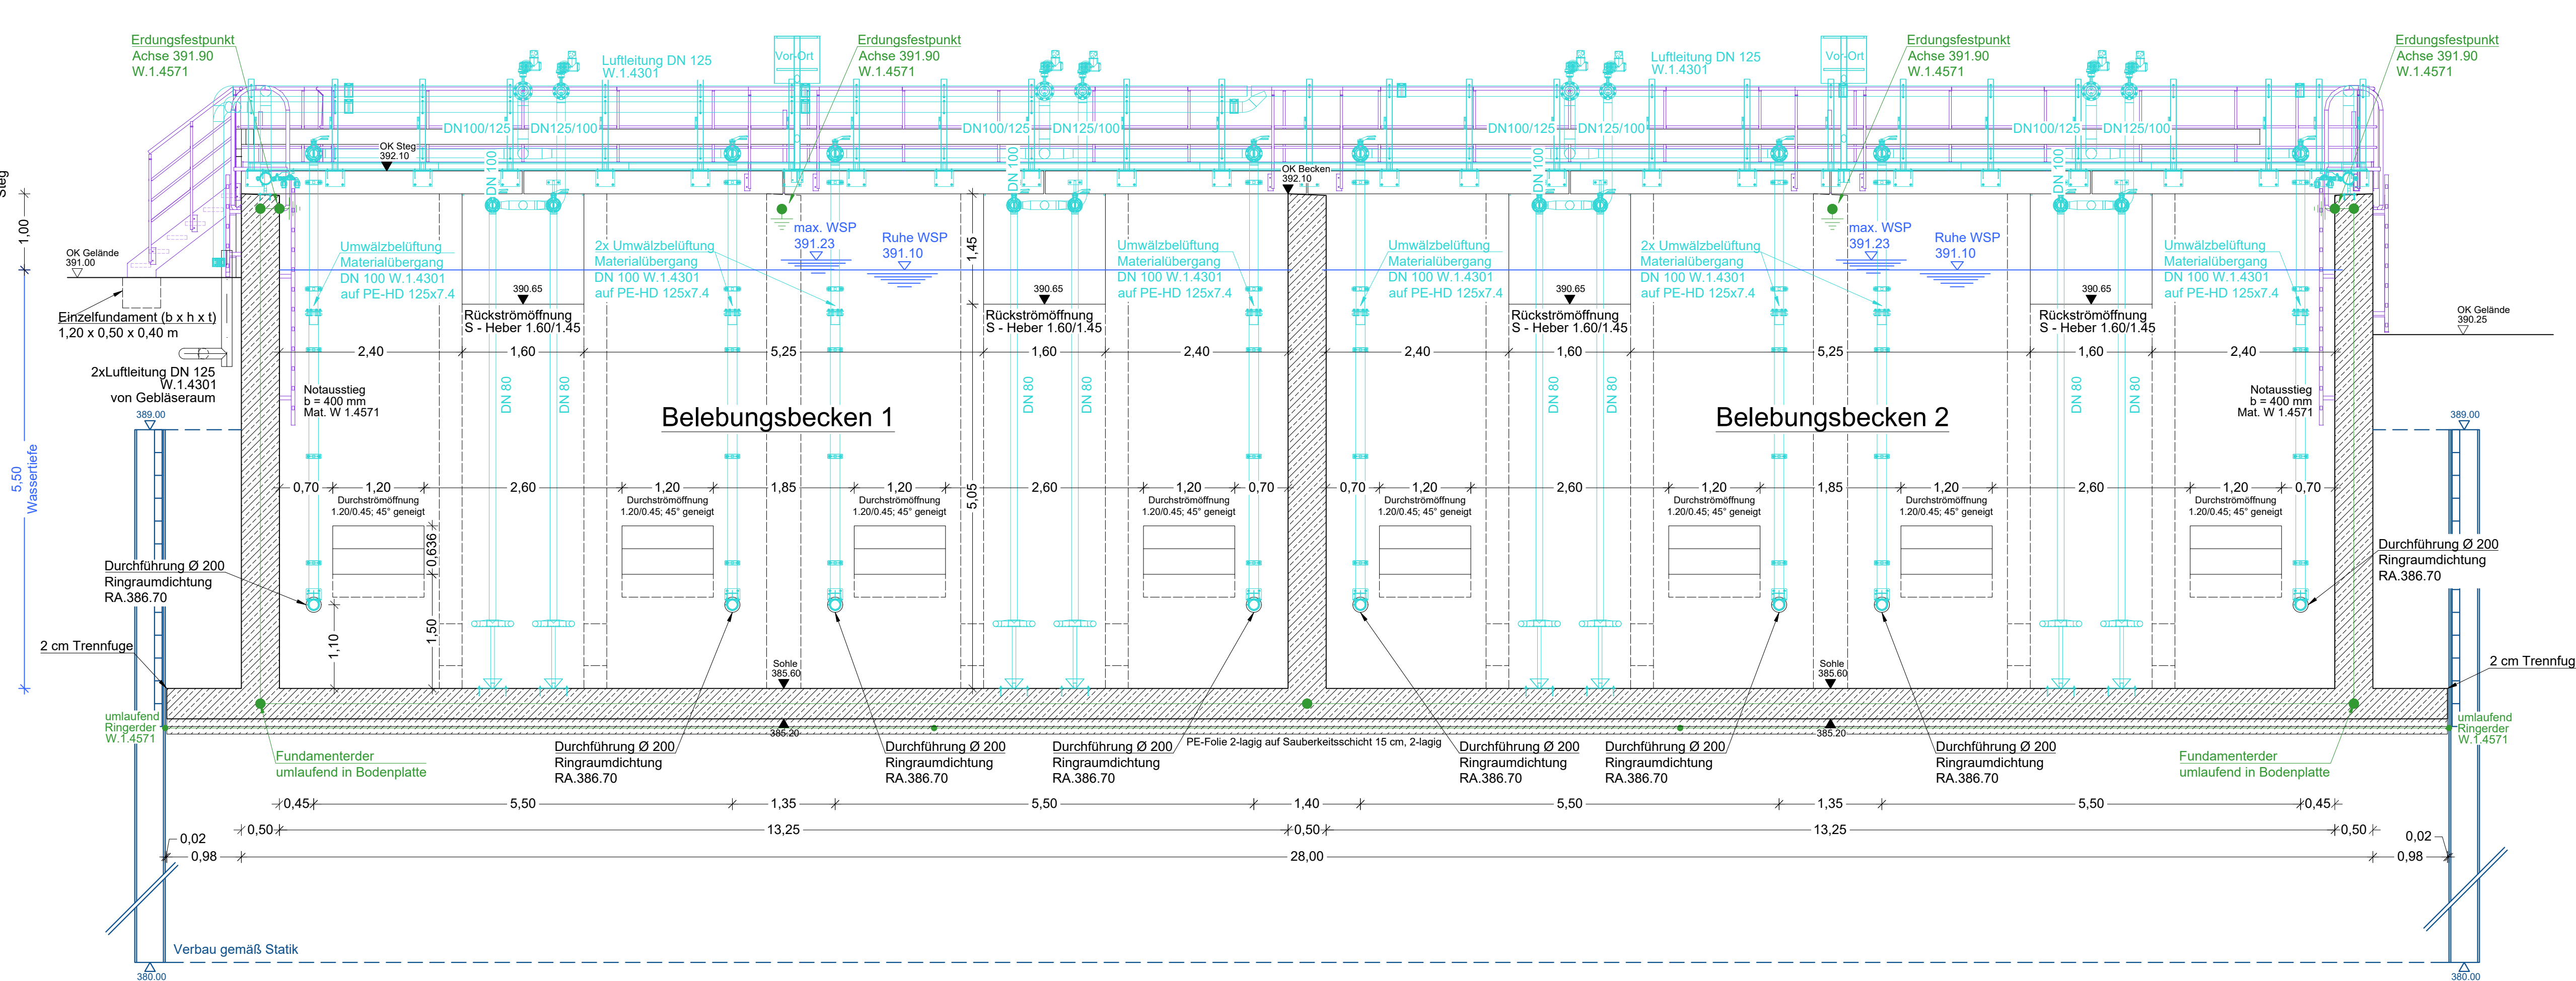 Erdungsfestpunkt
Achse 391.90
W.1.4571
Luftleitung DN 125
W.1.4301
Vor-Ort
Erdungsfestpunkt
Achse 391.90
W.1.4571
Luftleitung DN 125
W.1.4301
Vor-Ort
Erdungsfestpunkt
Achse 391.90
W.1.4571
Erdungsfestpunkt
Achse 391.90
W.1.4571
DN100/125
DN125/100
DN100/125
DN125/100
DN100/125
DN125/100
DN100/125
DN125/100
Steg
OK Steg
392.10
DN 100
DN 100
OK Becken
392.10
DN 100
DN 100
1,00
OK Gelände
391.00
Umwälzbelüftung
Materialübergang
DN 100 W.1.4301
auf PE-HD 125x7.4
2x Umwälzbelüftung
Materialübergang
DN 100 W.1.4301
auf PE-HD 125x7.4
max. WSP
391.23
Ruhe WSP
391.10
1,45
Umwälzbelüftung
Materialübergang
DN 100 W.1.4301
auf PE-HD 125x7.4
Umwälzbelüftung
Materialübergang
DN 100 W.1.4301
auf PE-HD 125x7.4
2x Umwälzbelüftung
Materialübergang
DN 100 W.1.4301
auf PE-HD 125x7.4
max. WSP
391.23
Ruhe WSP
391.10
Umwälzbelüftung
Materialübergang
DN 100 W.1.4301
auf PE-HD 125x7.4
390.65
Rückströmöffnung
S - Heber 1.60/1.45
390.65
Rückströmöffnung
S - Heber 1.60/1.45
390.65
Rückströmöffnung
S - Heber 1.60/1.45
390.65
Rückströmöffnung
S - Heber 1.60/1.45
OK Gelände
390.25
Einzelfundament (b x h x t)
1,20 x 0,50 x 0,40 m
2xLuftleitung DN 125
W.1.4301
von Gebläseraum
2,40
1,60
5,25
1,60
2,40
2,40
1,60
5,25
1,60
2,40
Notausstieg
b = 400 mm
Mat. W 1.4571
DN 80
DN 80
DN 80
DN 80
DN 80
DN 80
DN 80
DN 80
Notausstieg
b = 400 mm
Mat. W 1.4571
Belebungsbecken 1
Belebungsbecken 2
389.00
389.00
5,50
Wassertiefe
0,70
1,20
2,60
1,20
1,85
1,20
2,60
1,20
0,70
0,70
1,20
2,60
1,20
1,85
1,20
2,60
1,20
0,70
5,05
Durchströmöffnung
1.20/0.45; 45° geneigt
Durchströmöffnung
1.20/0.45; 45° geneigt
Durchströmöffnung
1.20/0.45; 45° geneigt
Durchströmöffnung
1.20/0.45; 45° geneigt
Durchströmöffnung
1.20/0.45; 45° geneigt
Durchströmöffnung
1.20/0.45; 45° geneigt
Durchströmöffnung
1.20/0.45; 45° geneigt
Durchströmöffnung
1.20/0.45; 45° geneigt
0,636
1,50
1,10
Durchführung Ø 200
Ringraumdichtung
RA.386.70
Durchführung Ø 200
Ringraumdichtung
RA.386.70
2 cm Trennfuge
2 cm Trennfug
Sohle
385.60
Sohle
385.60
385.20
385.20
umlaufend
Ringerder
W.1.4571
umlaufend
Ringerder
W.1.4571
Fundamenterder
umlaufend in Bodenplatte
Durchführung Ø 200
Ringraumdichtung
RA.386.70
Durchführung Ø 200
Ringraumdichtung
RA.386.70
Durchführung Ø 200
Ringraumdichtung
RA.386.70
PE-Folie 2-lagig auf Sauberkeitsschicht 15 cm, 2-lagig
Durchführung Ø 200
Ringraumdichtung
RA.386.70
Durchführung Ø 200
Ringraumdichtung
RA.386.70
Durchführung Ø 200
Ringraumdichtung
RA.386.70
Fundamenterder
umlaufend in Bodenplatte
0,45
5,50
1,35
5,50
1,40
5,50
1,35
5,50
0,45
0,50
13,25
0,50
13,25
0,50
0,02
0,98
28,00
0,02
0,98
Verbau gemäß Statik
380.00
380.00